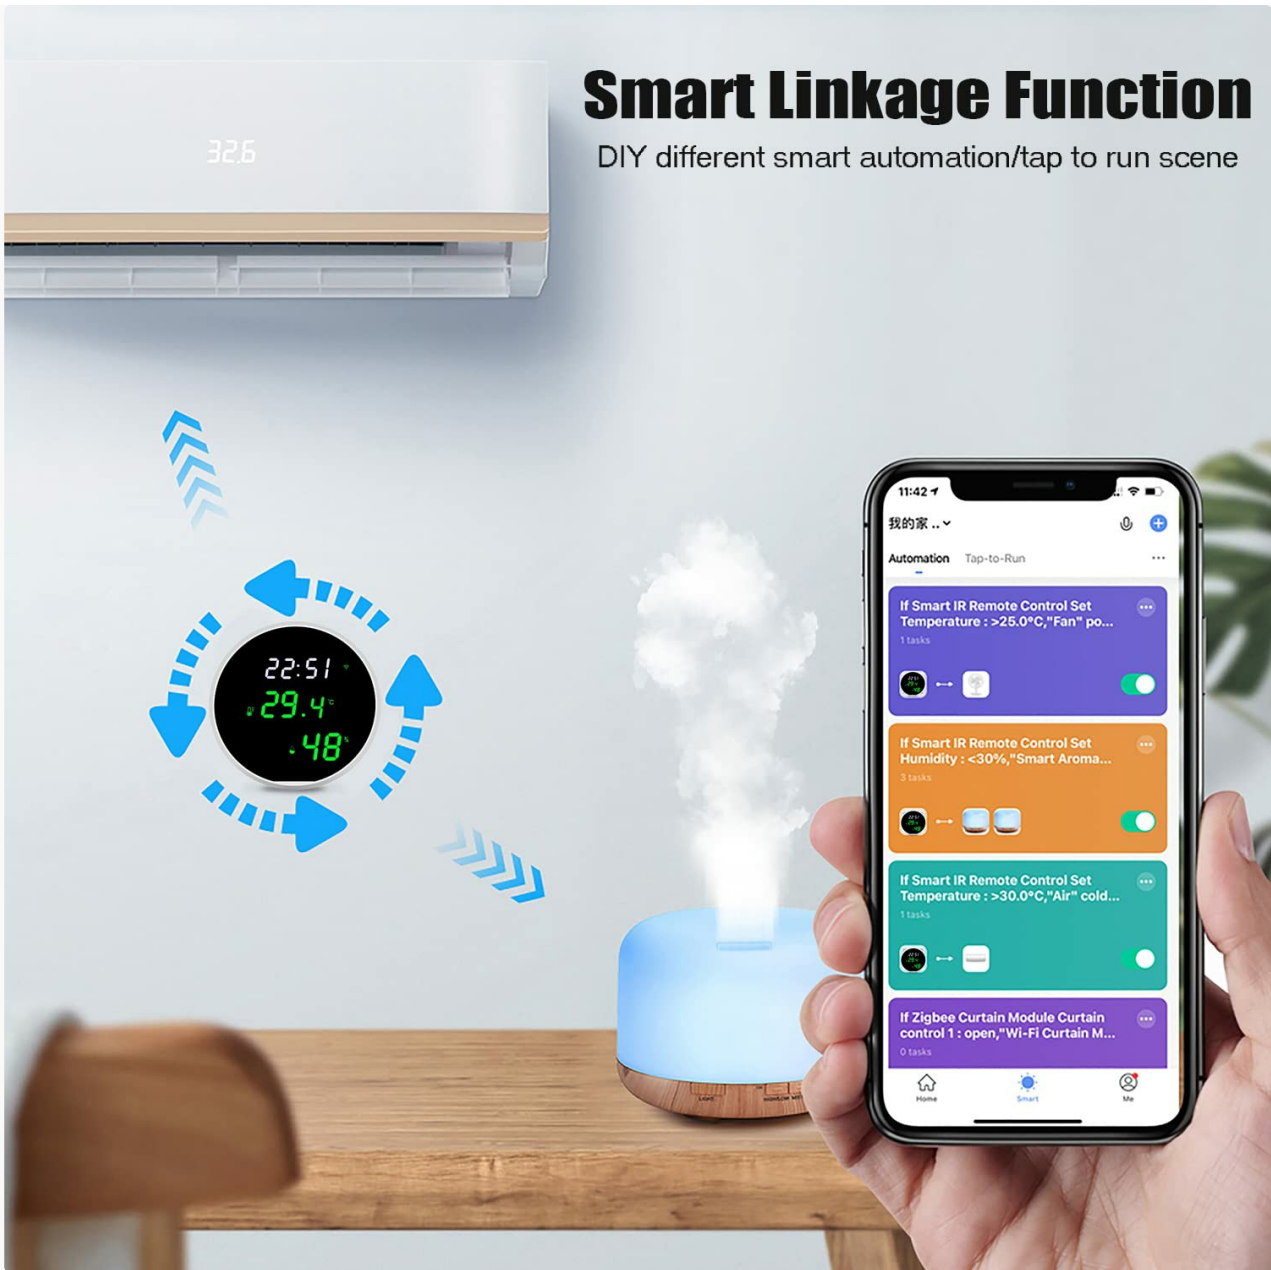 Smart Linkage Function
DIY different smart automation/tap to run scene
32.6
22:51
29.4°C
48%
11:42
我的家 ..
Automation Tap-to-Run
If Smart IR Remote Control Set
Temperature : >25.0°C,"Fan" po...
1 tasks
If Smart IR Remote Control Set
Humidity : <30%,"Smart Aroma...
3 tasks
If Smart IR Remote Control Set
Temperature : >30.0°C,"Air" cold...
1 tasks
If Zigbee Curtain Module Curtain
control 1 : open,"Wi-Fi Curtain M...
0 tasks
Home Smart Me
LIGHT